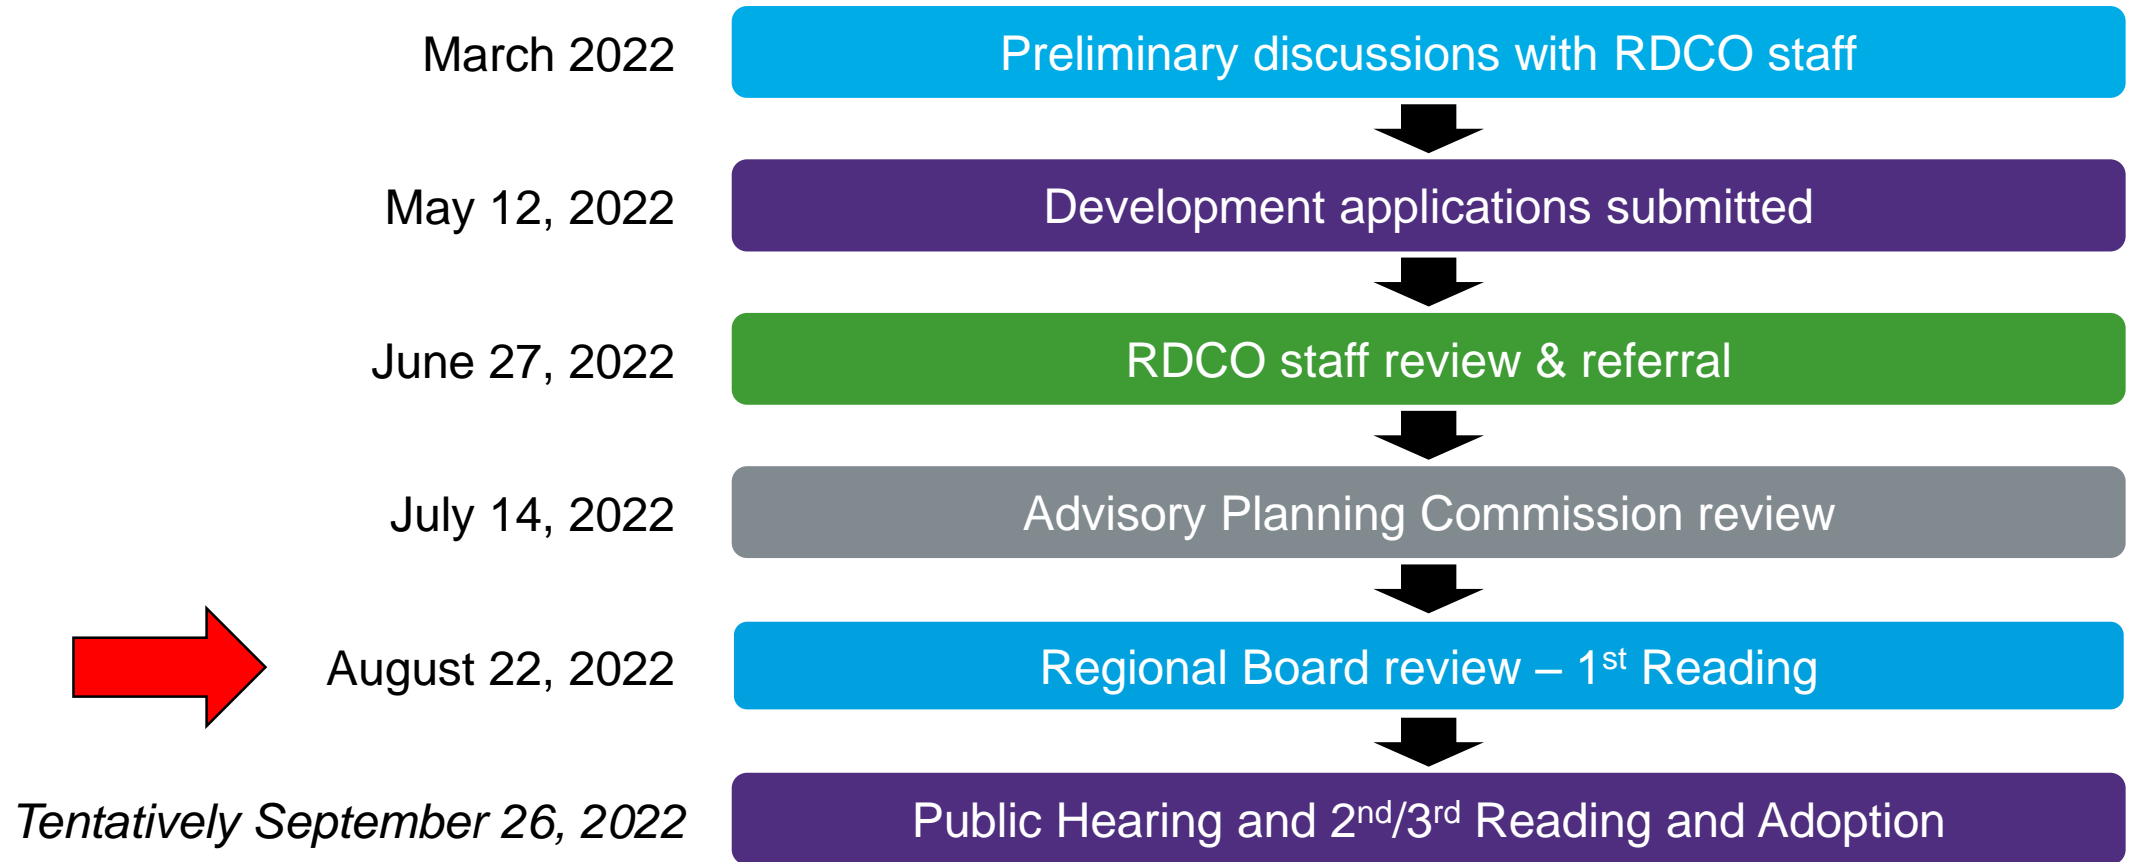 March 2022
Preliminary discussions with RDCO staff
May 12, 2022
Development applications submitted
June 27, 2022
RDCO staff review & referral
July 14, 2022
Advisory Planning Commission review
August 22, 2022
Regional Board review – 1st Reading
Tentatively September 26, 2022
Public Hearing and 2nd/3rd Reading and Adoption